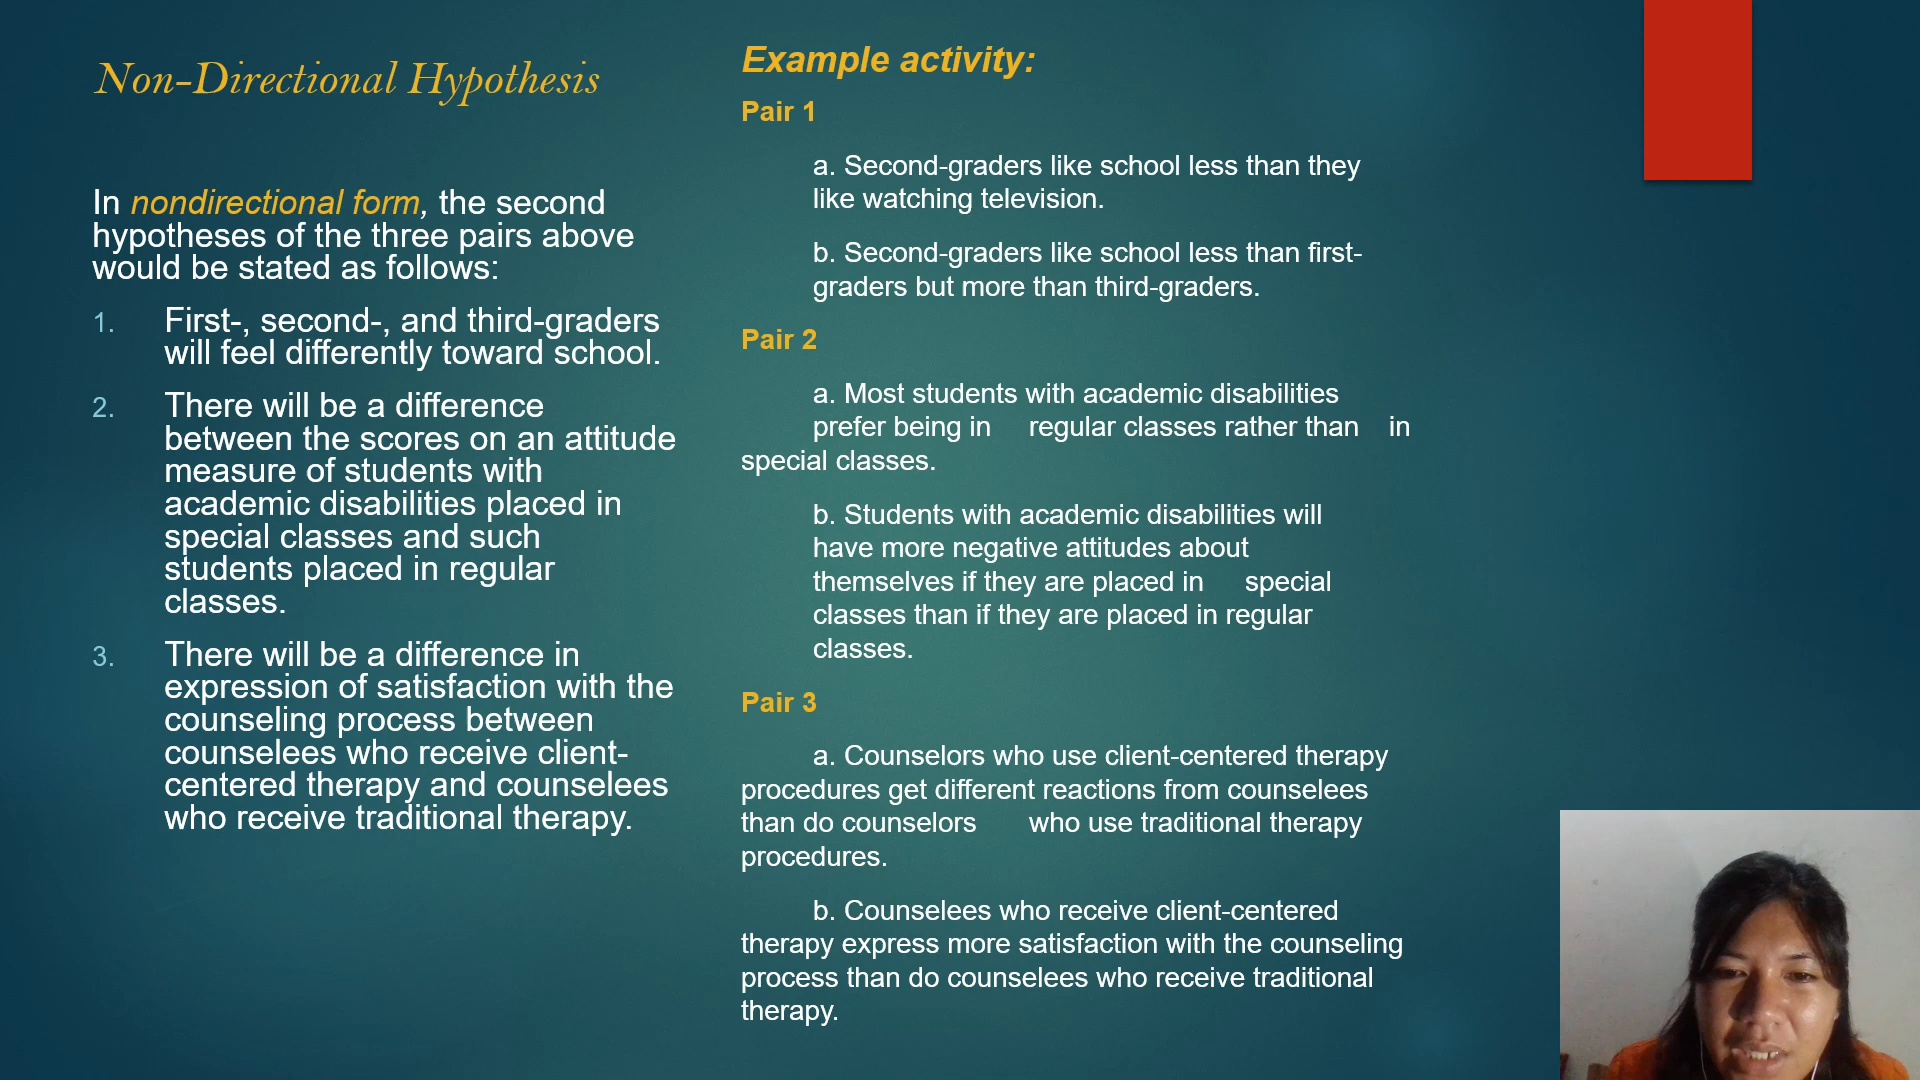 Non-Directional Hypothesis
In nondirectional form, the second
hypotheses of the three pairs above
would be stated as follows:
1. First-, second-, and third-graders
will feel differently toward school.
2. There will be a difference
between the scores on an attitude
measure of students with
academic disabilities placed in
special classes and such
students placed in regular
classes.
3. There will be a difference in
expression of satisfaction with the
counseling process between
counselees who receive client-
centered therapy and counselees
who receive traditional therapy.
Example activity:
Pair 1
a. Second-graders like school less than they
like watching television.
b. Second-graders like school less than first-
graders but more than third-graders.
Pair 2
a. Most students with academic disabilities
prefer being in regular classes rather than in
special classes.
b. Students with academic disabilities will
have more negative attitudes about
themselves if they are placed in special
classes than if they are placed in regular
classes.
Pair 3
a. Counselors who use client-centered therapy
procedures get different reactions from counselees
than do counselors who use traditional therapy
procedures.
b. Counselees who receive client-centered
therapy express more satisfaction with the counseling
process than do counselees who receive traditional
therapy.